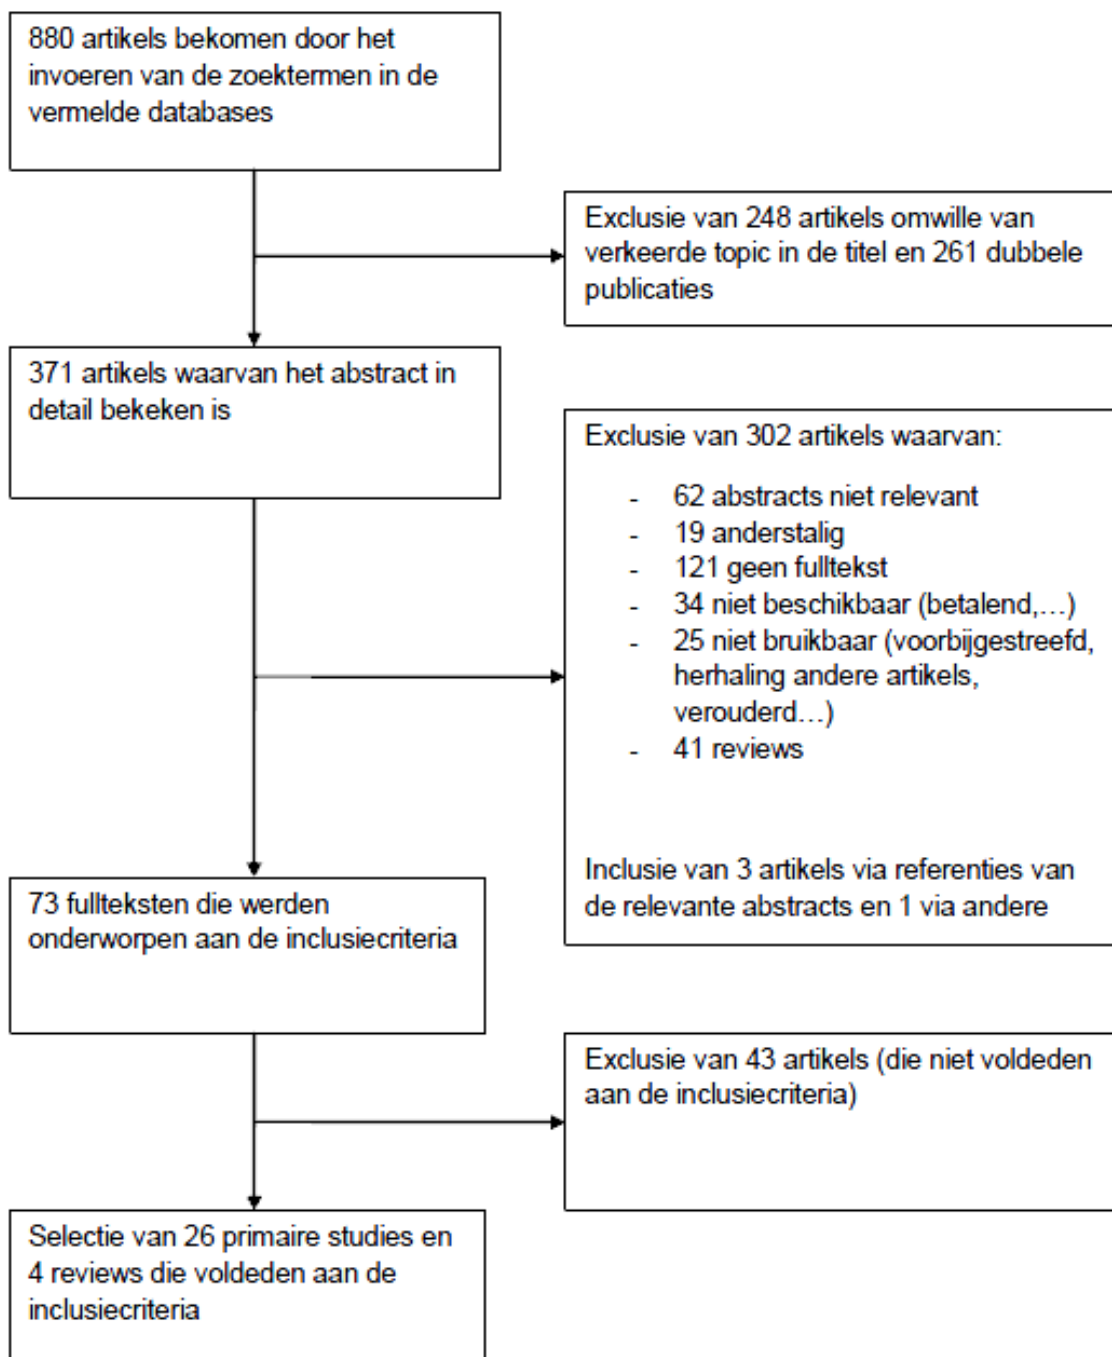 880 artikels bekomen door het
invoeren van de zoektermen in de
vermelde databases
Exclusie van 248 artikels omwille van
verkeerde topic in de titel en 261 dubbele
publicaties
371 artikels waarvan het abstract in
detail bekeken is
Exclusie van 302 artikels waarvan:
- 62 abstracts niet relevant
- 19 anderstalig
- 121 geen fulltekst
- 34 niet beschikbaar (betalend,…)
- 25 niet bruikbaar (voorbijgestreefd,
herhaling andere artikels,
verouderd…)
- 41 reviews
Inclusie van 3 artikels via referenties van
de relevante abstracts en 1 via andere
73 fullteksten die werden
onderworpen aan de inclusiecriteria
Exclusie van 43 artikels (die niet voldeden
aan de inclusiecriteria)
Selectie van 26 primaire studies en
4 reviews die voldeden aan de
inclusiecriteria